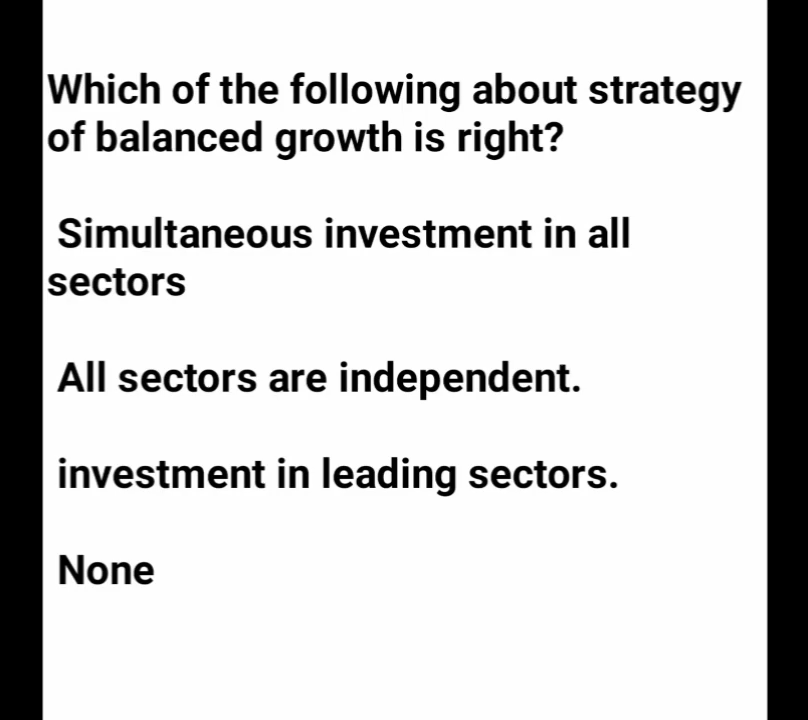 Which of the following about strategy
of balanced growth is right?
Simultaneous investment in all
sectors
All sectors are independent.
investment in leading sectors.
None